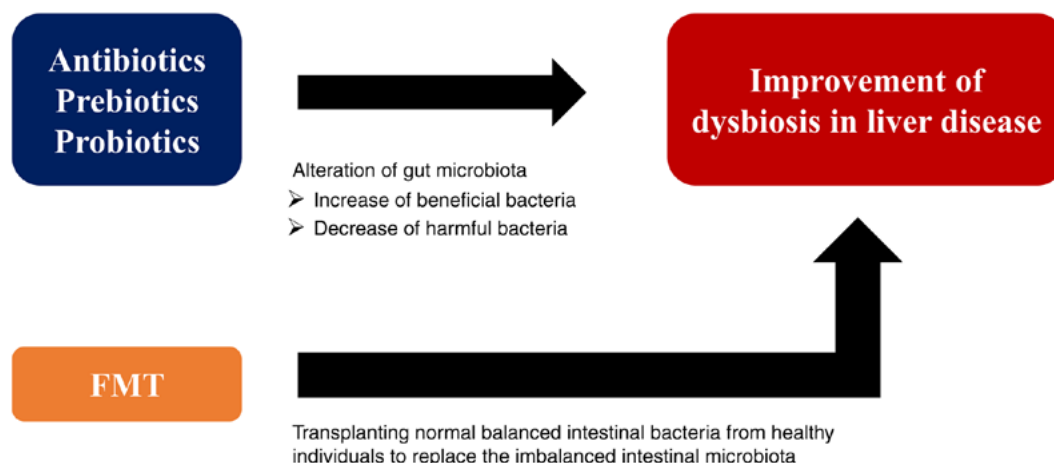 Antibiotics
Prebiotics
Probiotics
Improvement of
dysbiosis in liver disease
Alteration of gut microbiota
➢ Increase of beneficial bacteria
➢ Decrease of harmful bacteria
FMT
Transplanting normal balanced intestinal bacteria from healthy
individuals to replace the imbalanced intestinal microbiota